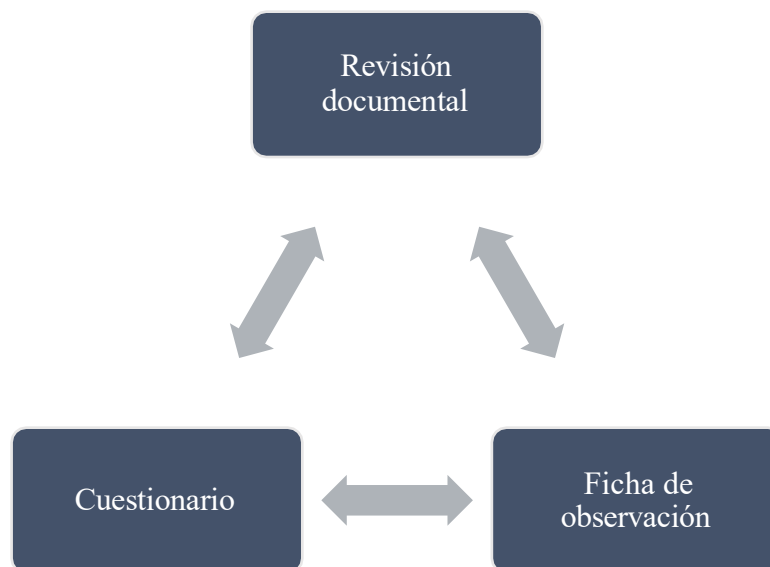 Revisión
documental
Cuestionario
Ficha de
observación